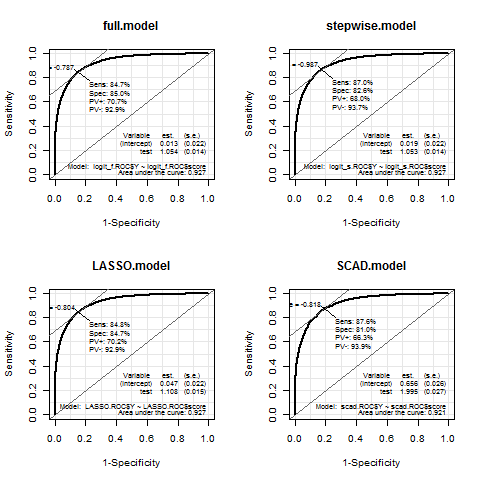 full.model
-0.787
Sens: 84.7%
Spec: 85.0%
PV+: 70.7%
PV-: 92.9%
Variable est. (s.e.)
(Intercept) 0.013 (0.022)
test 1.054 (0.014)
Model: logit_f.ROC$Y ~ logit_f.ROC$score
Area under the curve: 0.927
Sensitivity
0.0 0.2 0.4 0.6 0.8 1.0
0.0 0.2 0.4 0.6 0.8 1.0
1-Specificity
stepwise.model
-0.987
Sens: 87.0%
Spec: 82.6%
PV+: 68.0%
PV-: 93.7%
Variable est. (s.e.)
(Intercept) 0.019 (0.022)
test 1.053 (0.014)
Model: logit_s.ROC$Y ~ logit_s.ROC$score
Area under the curve: 0.927
Sensitivity
0.0 0.2 0.4 0.6 0.8 1.0
0.0 0.2 0.4 0.6 0.8 1.0
1-Specificity
LASSO.model
-0.804
Sens: 84.8%
Spec: 84.7%
PV+: 70.2%
PV-: 92.9%
Variable est. (s.e.)
(Intercept) 0.047 (0.022)
test 1.108 (0.015)
Model: LASSO.ROC$Y ~ LASSO.ROC$score
Area under the curve: 0.927
Sensitivity
0.0 0.2 0.4 0.6 0.8 1.0
0.0 0.2 0.4 0.6 0.8 1.0
1-Specificity
SCAD.model
= -0.818
Sens: 87.6%
Spec: 81.0%
PV+: 66.3%
PV-: 93.9%
Variable est. (s.e.)
(Intercept) 0.656 (0.026)
test 1.995 (0.027)
Model: scad.ROC$Y ~ scad.ROC$score
Area under the curve: 0.921
Sensitivity
0.0 0.2 0.4 0.6 0.8 1.0
0.0 0.2 0.4 0.6 0.8 1.0
1-Specificity